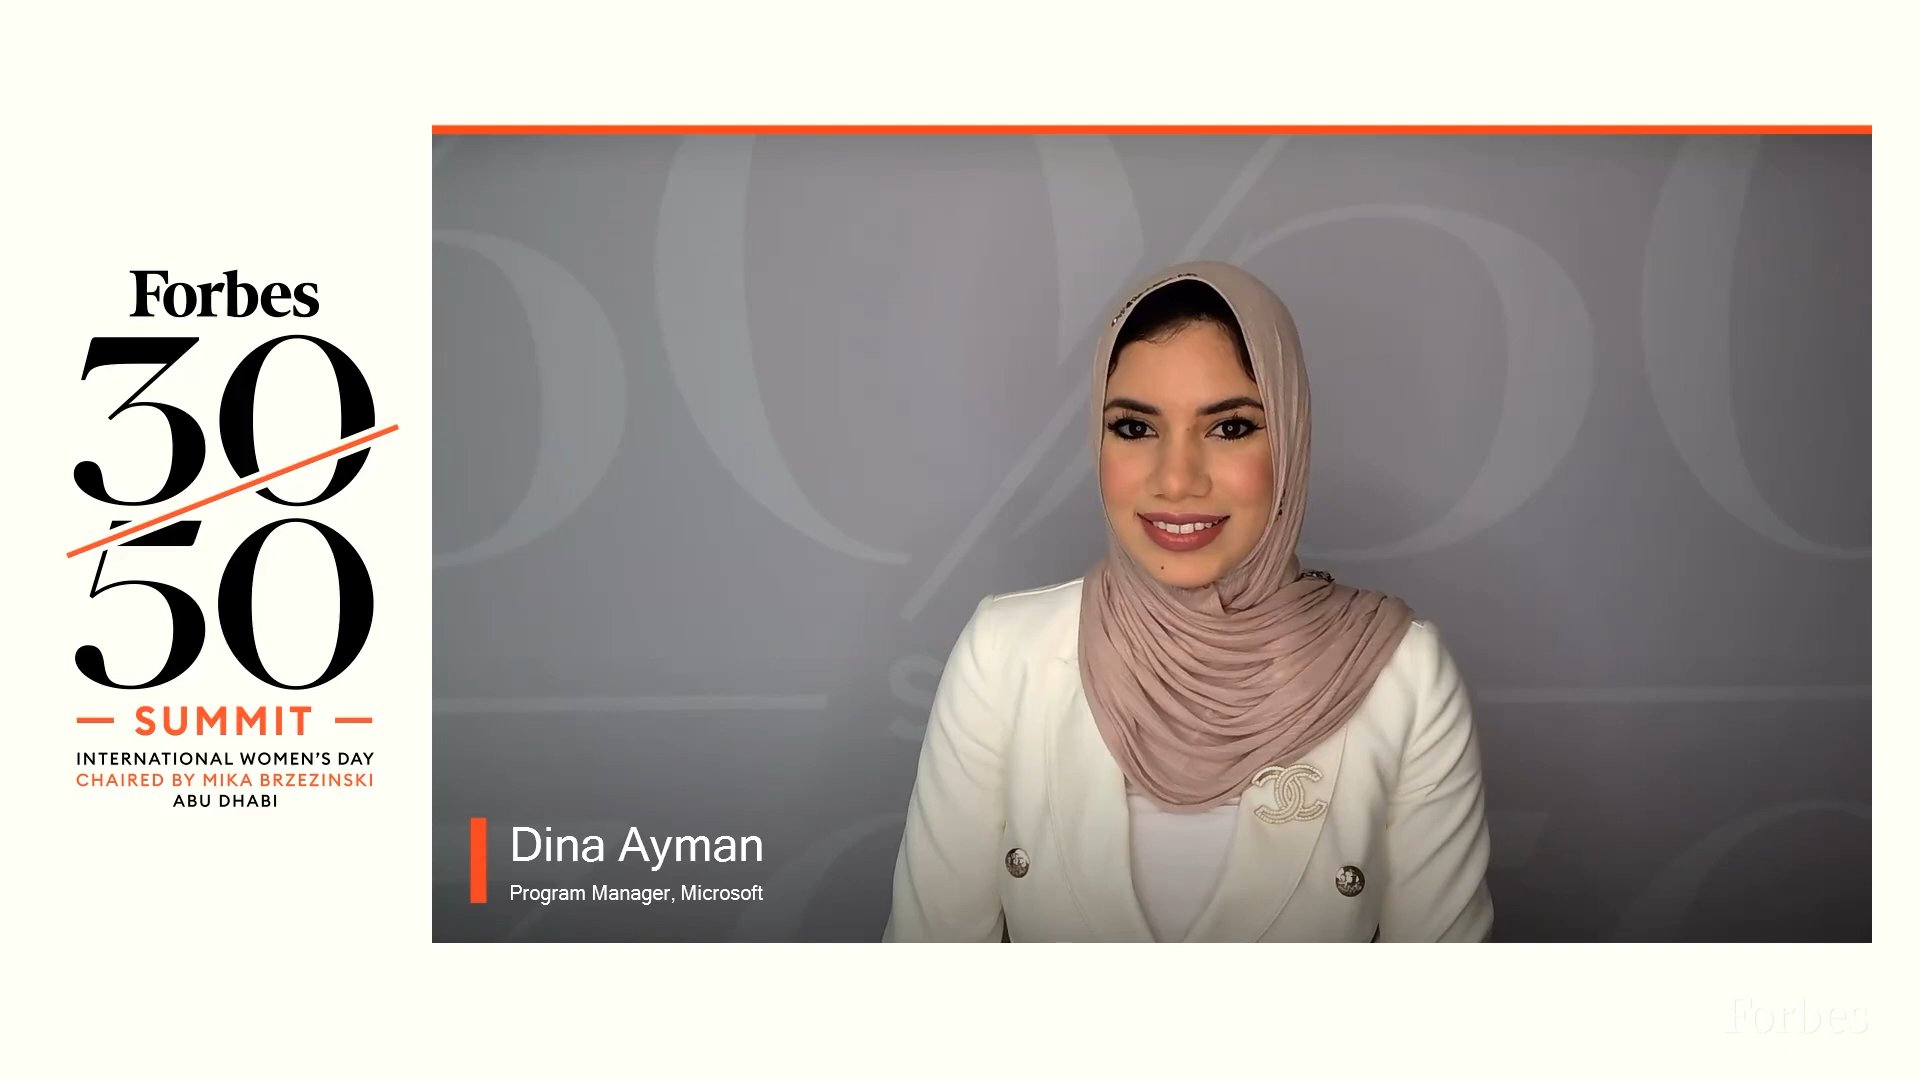 Forbes
30
50
SUMMIT
INTERNATIONAL WOMEN'S DAY
CHAIRED BY MIKA BRZEZINSKI
ABU DHABI
Dina Ayman
Program Manager, Microsoft
Forbes